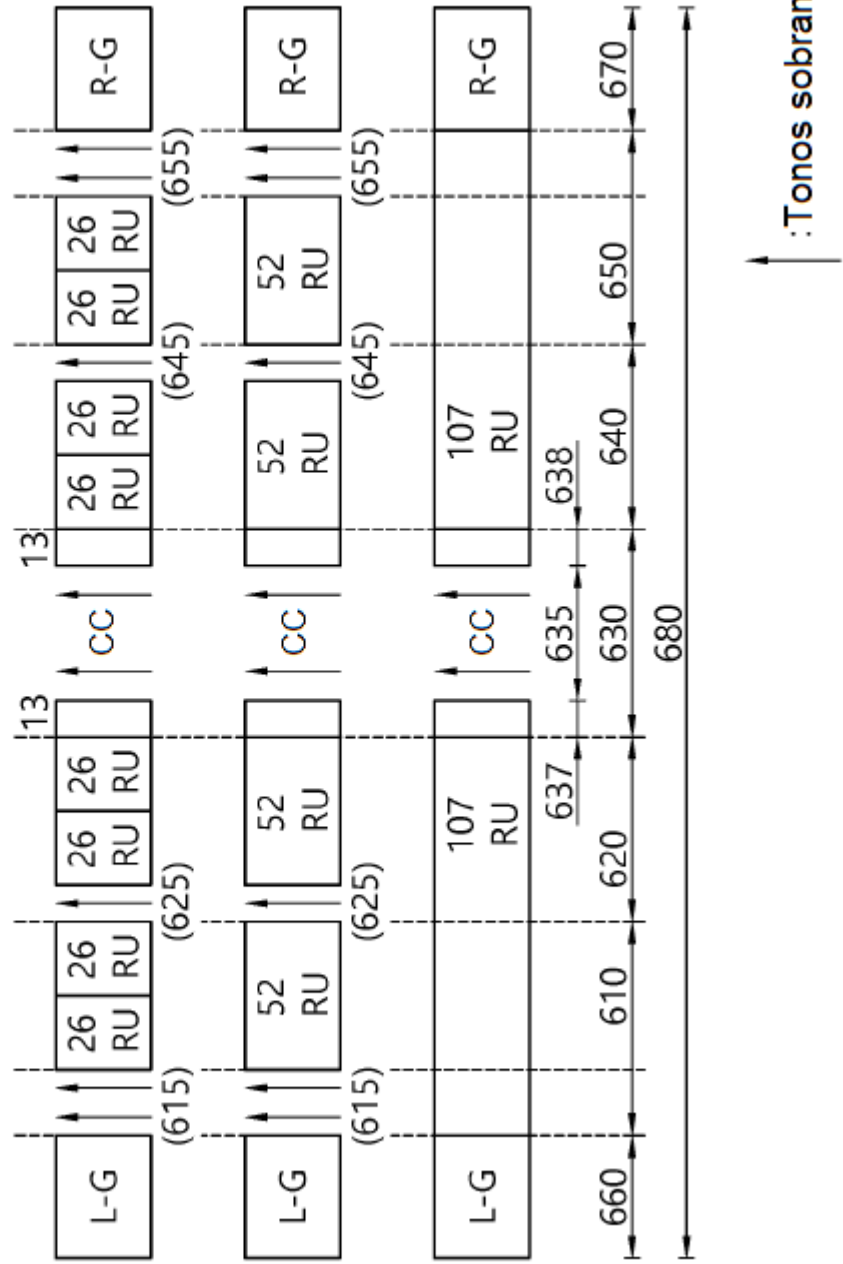 13 13
L-G 26 RU 26 RU 26 RU 26 RU CC 26 RU 26 RU 26 RU 26 RU R-G
(615) (625) (645) (655)
L-G 52 RU 52 RU CC 52 RU 52 RU R-G
(615) (625) (645) (655)
L-G 107 RU CC 107 RU R-G
637 635 638
660 610 620 630 640 650 670
680
:Tonos sobran